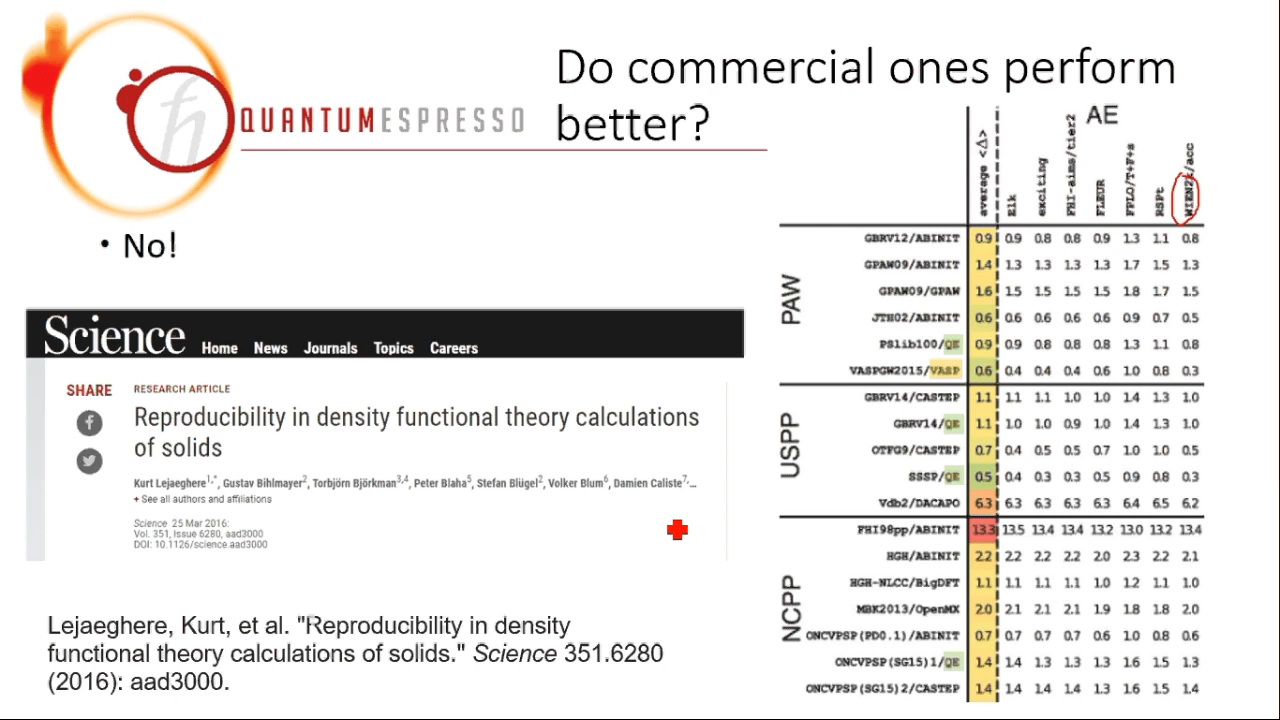 Do commercial ones perform
better?
QUANTUMESPRESSO
ħ
• No!
Science Home News Journals Topics Careers
SHARE
RESEARCH ARTICLE
Reproducibility in density functional theory calculations
of solids
Kurt Lejaeghere1,*, Gustav Bihlmayer2, Torbjörn Björkman3,4, Peter Blaha5, Stefan Blügel2, Volker Blum6, Damien Caliste7,...
+ See all authors and affiliations
Science 25 Mar 2016:
Vol. 351, Issue 6280, aad3000
DOI: 10.1126/science.aad3000
Lejaeghere, Kurt, et al. "Reproducibility in density
functional theory calculations of solids." Science 351.6280
(2016): aad3000.
AE
average <Δ> Elk exciting FHI-aims/tier2 FLEUR FPLO/T+F+s RSPt WIEN2k/acc
PAW
GBRV12/ABINIT 0.9 0.9 0.8 0.8 0.9 1.3 1.1 0.8
GPAW09/ABINIT 1.4 1.3 1.3 1.3 1.3 1.7 1.5 1.3
GPAW09/GPAW 1.6 1.5 1.5 1.5 1.5 1.8 1.7 1.5
JTH02/ABINIT 0.6 0.6 0.6 0.6 0.6 0.9 0.7 0.5
PSlib100/QE 0.9 0.9 0.8 0.8 0.8 1.3 1.1 0.8
VASPGW2015/VASP 0.6 0.4 0.4 0.4 0.6 1.0 0.8 0.3
USPP
GBRV14/CASTEP 1.1 1.1 1.1 1.0 1.0 1.4 1.3 1.0
GBRV14/QE 1.1 1.0 1.0 0.9 1.0 1.4 1.3 1.0
OTFG9/CASTEP 0.7 0.4 0.5 0.5 0.7 1.0 1.0 0.5
SSSP/QE 0.5 0.4 0.3 0.3 0.5 0.9 0.8 0.3
Vdb2/DACAPO 6.3 6.3 6.3 6.3 6.3 6.4 6.5 6.2
NCPP
FHI98pp/ABINIT 13.3 13.5 13.4 13.4 13.2 13.0 13.2 13.4
HGH/ABINIT 2.2 2.2 2.2 2.2 2.0 2.3 2.2 2.1
HGH-NLCC/BigDFT 1.1 1.1 1.1 1.1 1.0 1.2 1.1 1.0
MBK2013/OpenMX 2.0 2.1 2.1 2.1 1.9 1.8 1.8 2.0
ONCVPSP(PD0.1)/ABINIT 0.7 0.7 0.7 0.7 0.6 1.0 0.8 0.6
ONCVPSP(SG15)1/QE 1.4 1.4 1.3 1.3 1.3 1.6 1.5 1.3
ONCVPSP(SG15)2/CASTEP 1.4 1.4 1.4 1.4 1.3 1.6 1.5 1.4